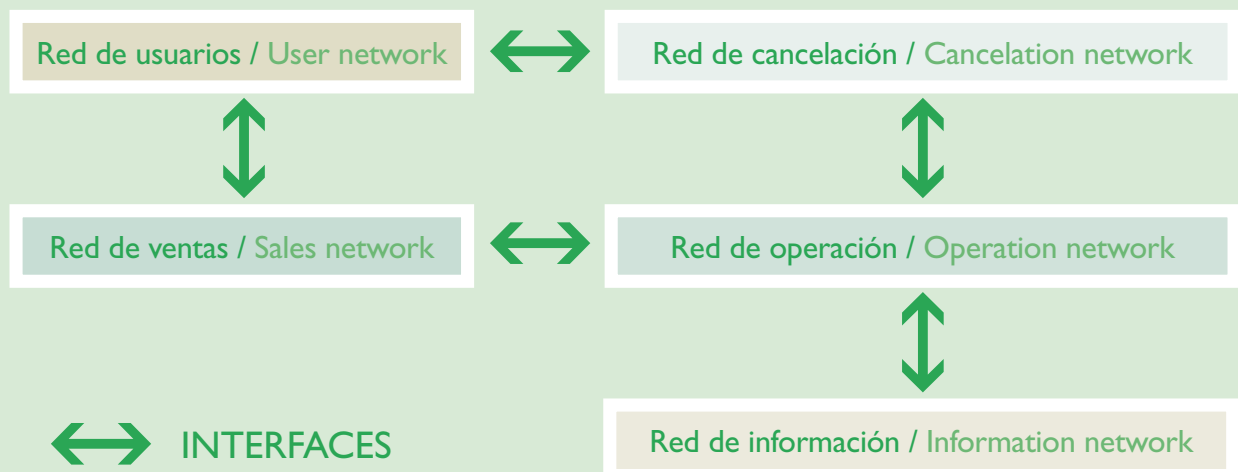 Red de usuarios / User network
Red de cancelación / Cancelation network
Red de ventas / Sales network
Red de operación / Operation network
INTERFACES
Red de información / Information network